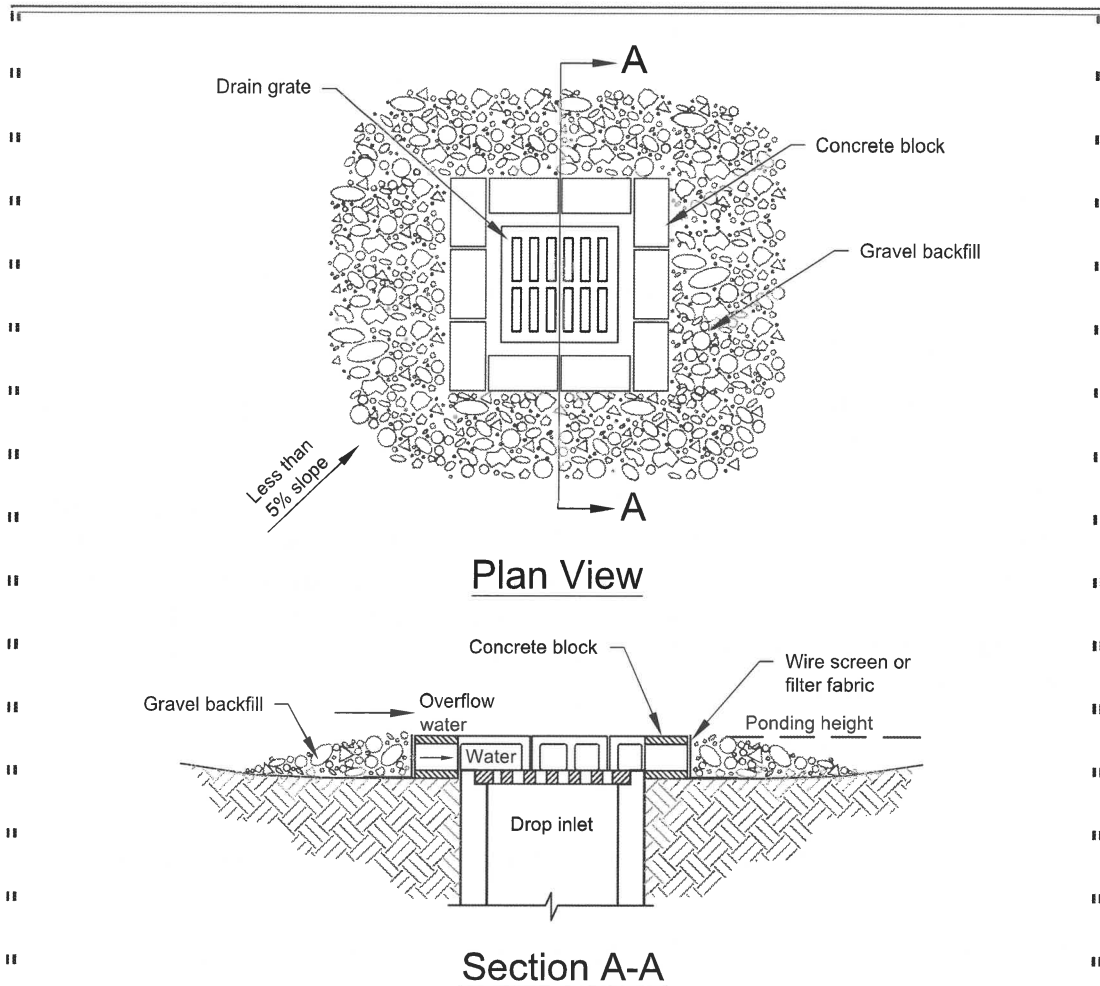 A
Drain grate
Concrete block
Gravel backfill
Less than
5% slope
A
Plan View
Concrete block
Wire screen or
filter fabric
Gravel backfill
Overflow
water
Ponding height
Water
Drop inlet
Section A-A